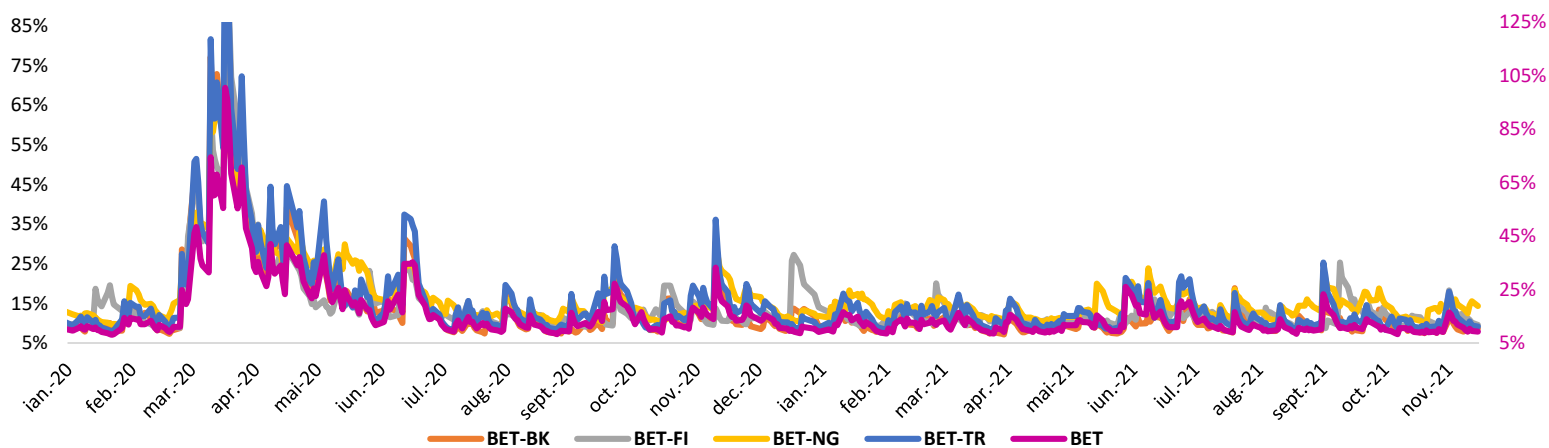 85%
75%
65%
55%
45%
35%
25%
15%
5%
125%
105%
85%
65%
45%
25%
5%
ian.-20
feb.-20
mar.-20
apr.-20
mai-20
iun.-20
iul.-20
aug.-20
sept.-20
oct.-20
nov.-20
dec.-20
ian.-21
feb.-21
mar.-21
apr.-21
mai-21
iun.-21
iul.-21
aug.-21
sept.-21
oct.-21
nov.-21
BET-BK BET-FI BET-NG BET-TR BET